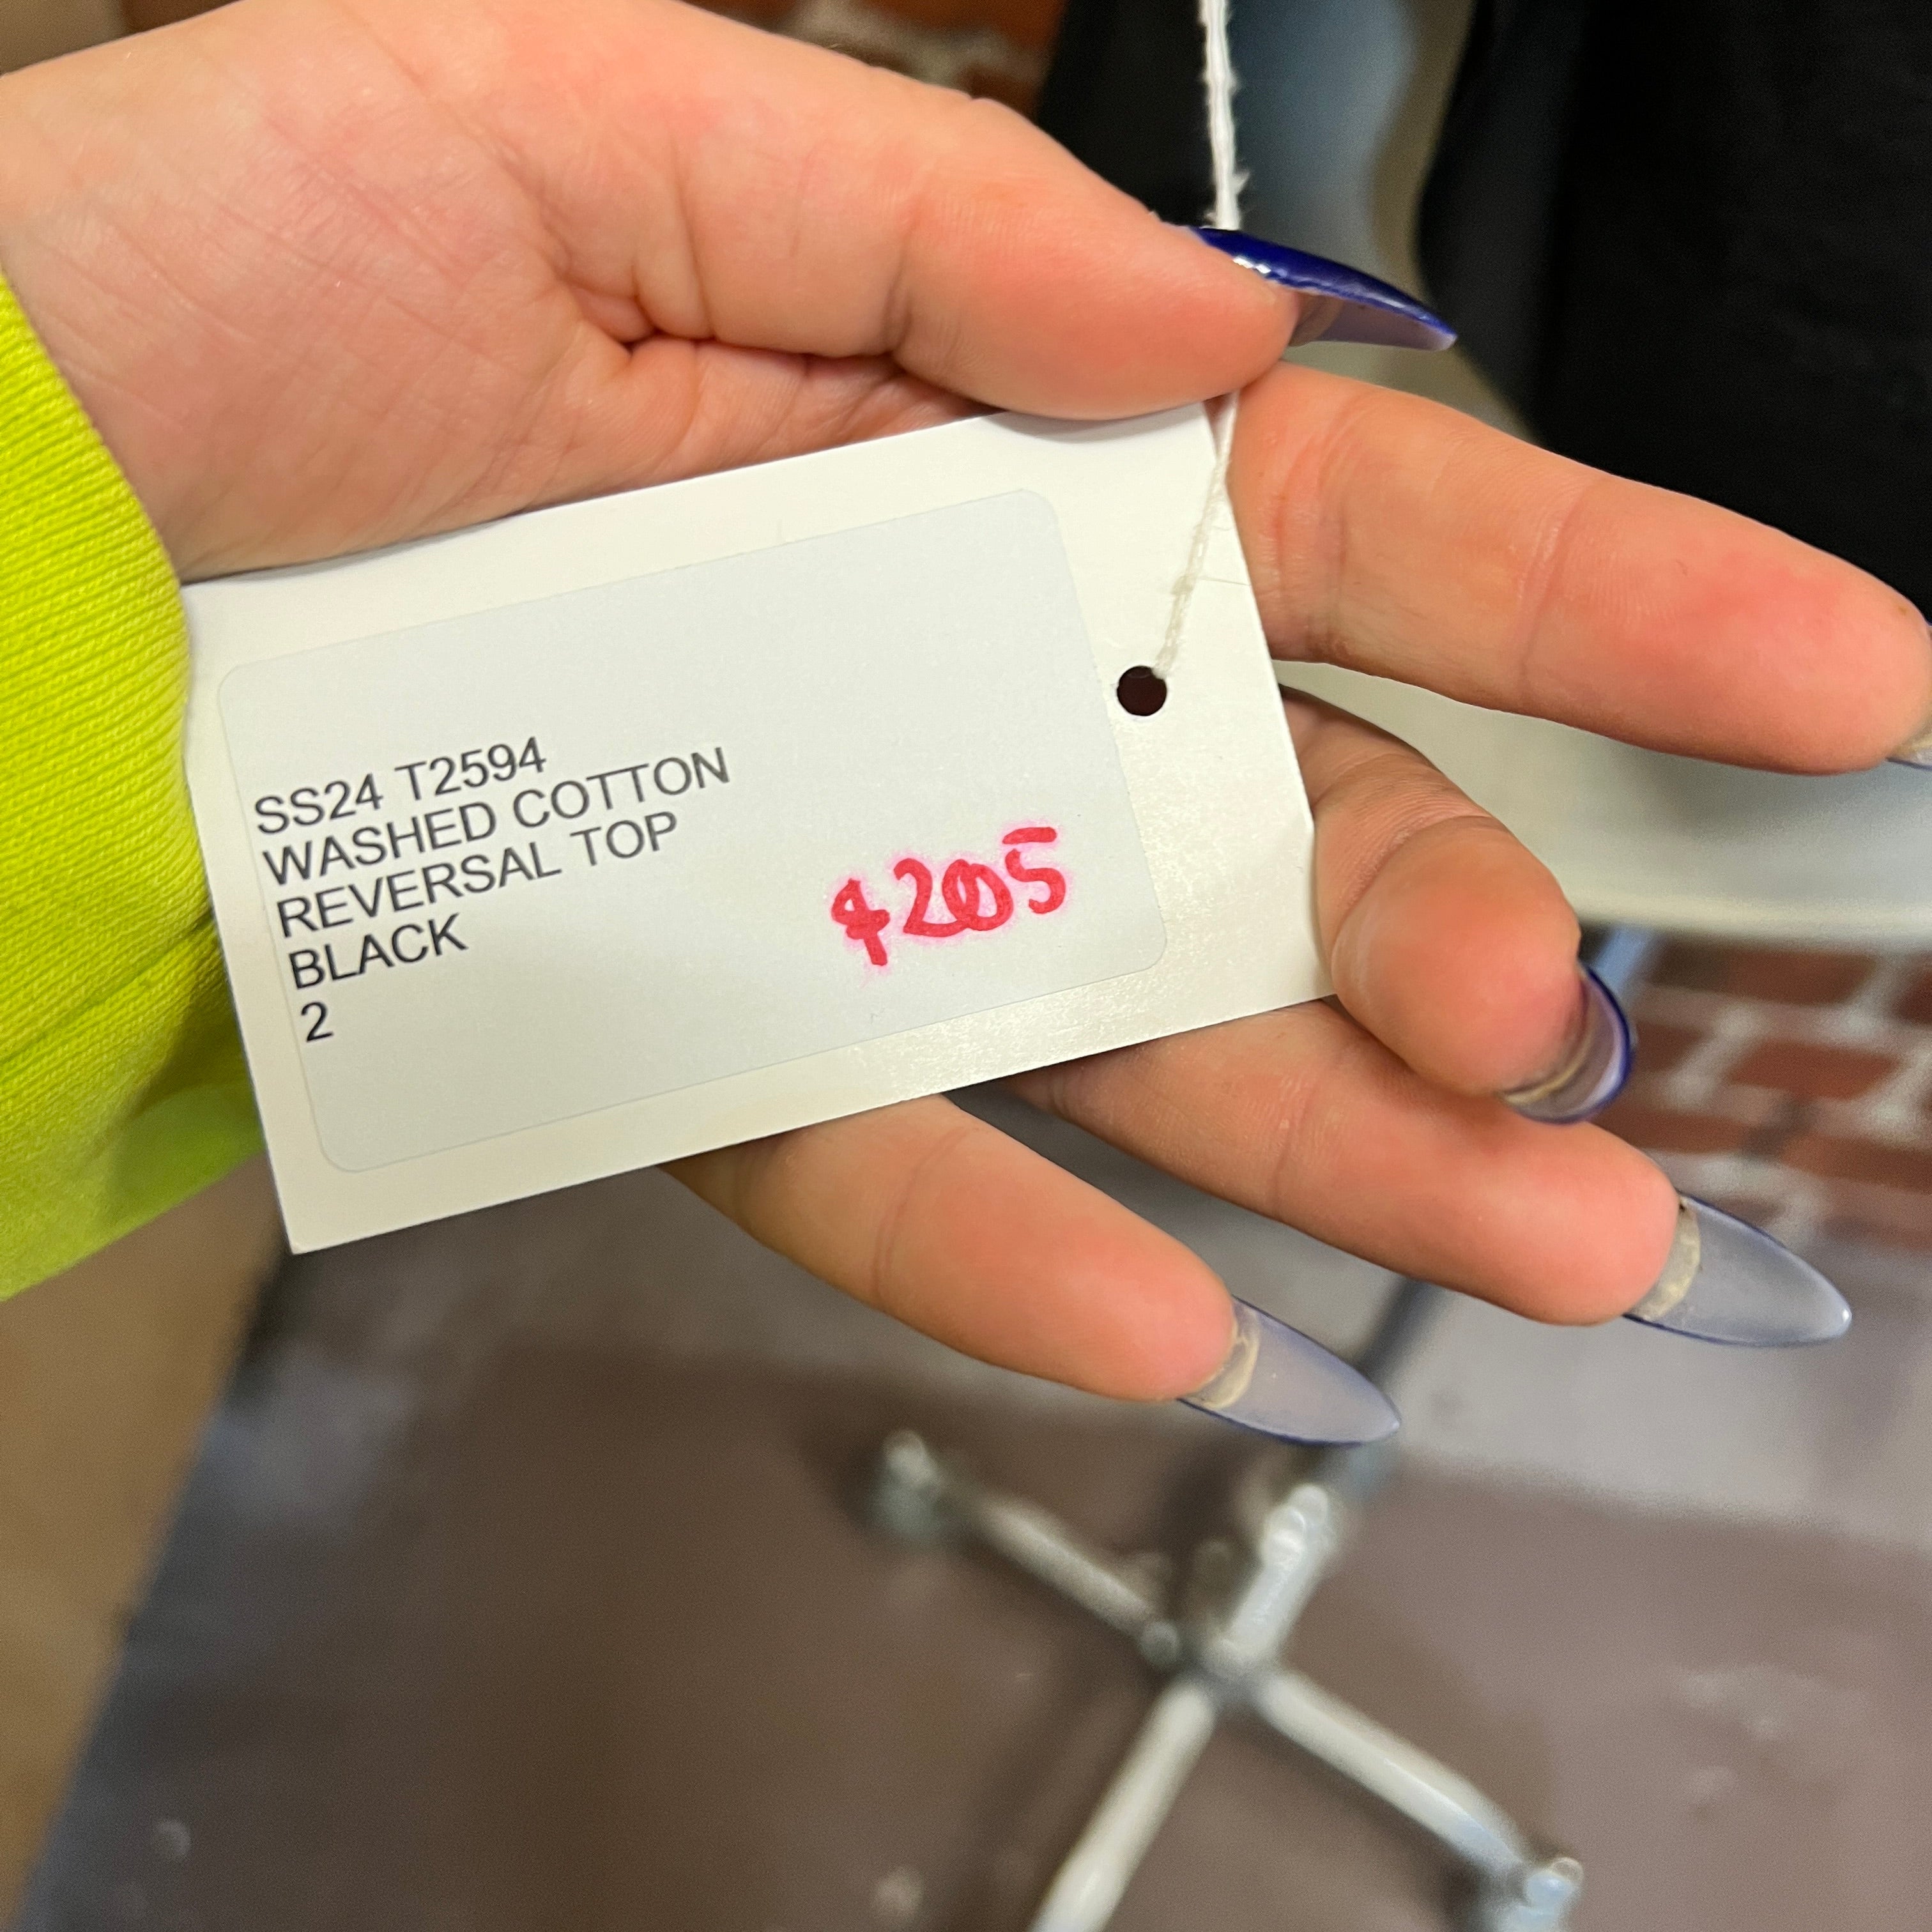 SS24 T2594
WASHED COTTON
REVERSAL TOP
BLACK
2
$205